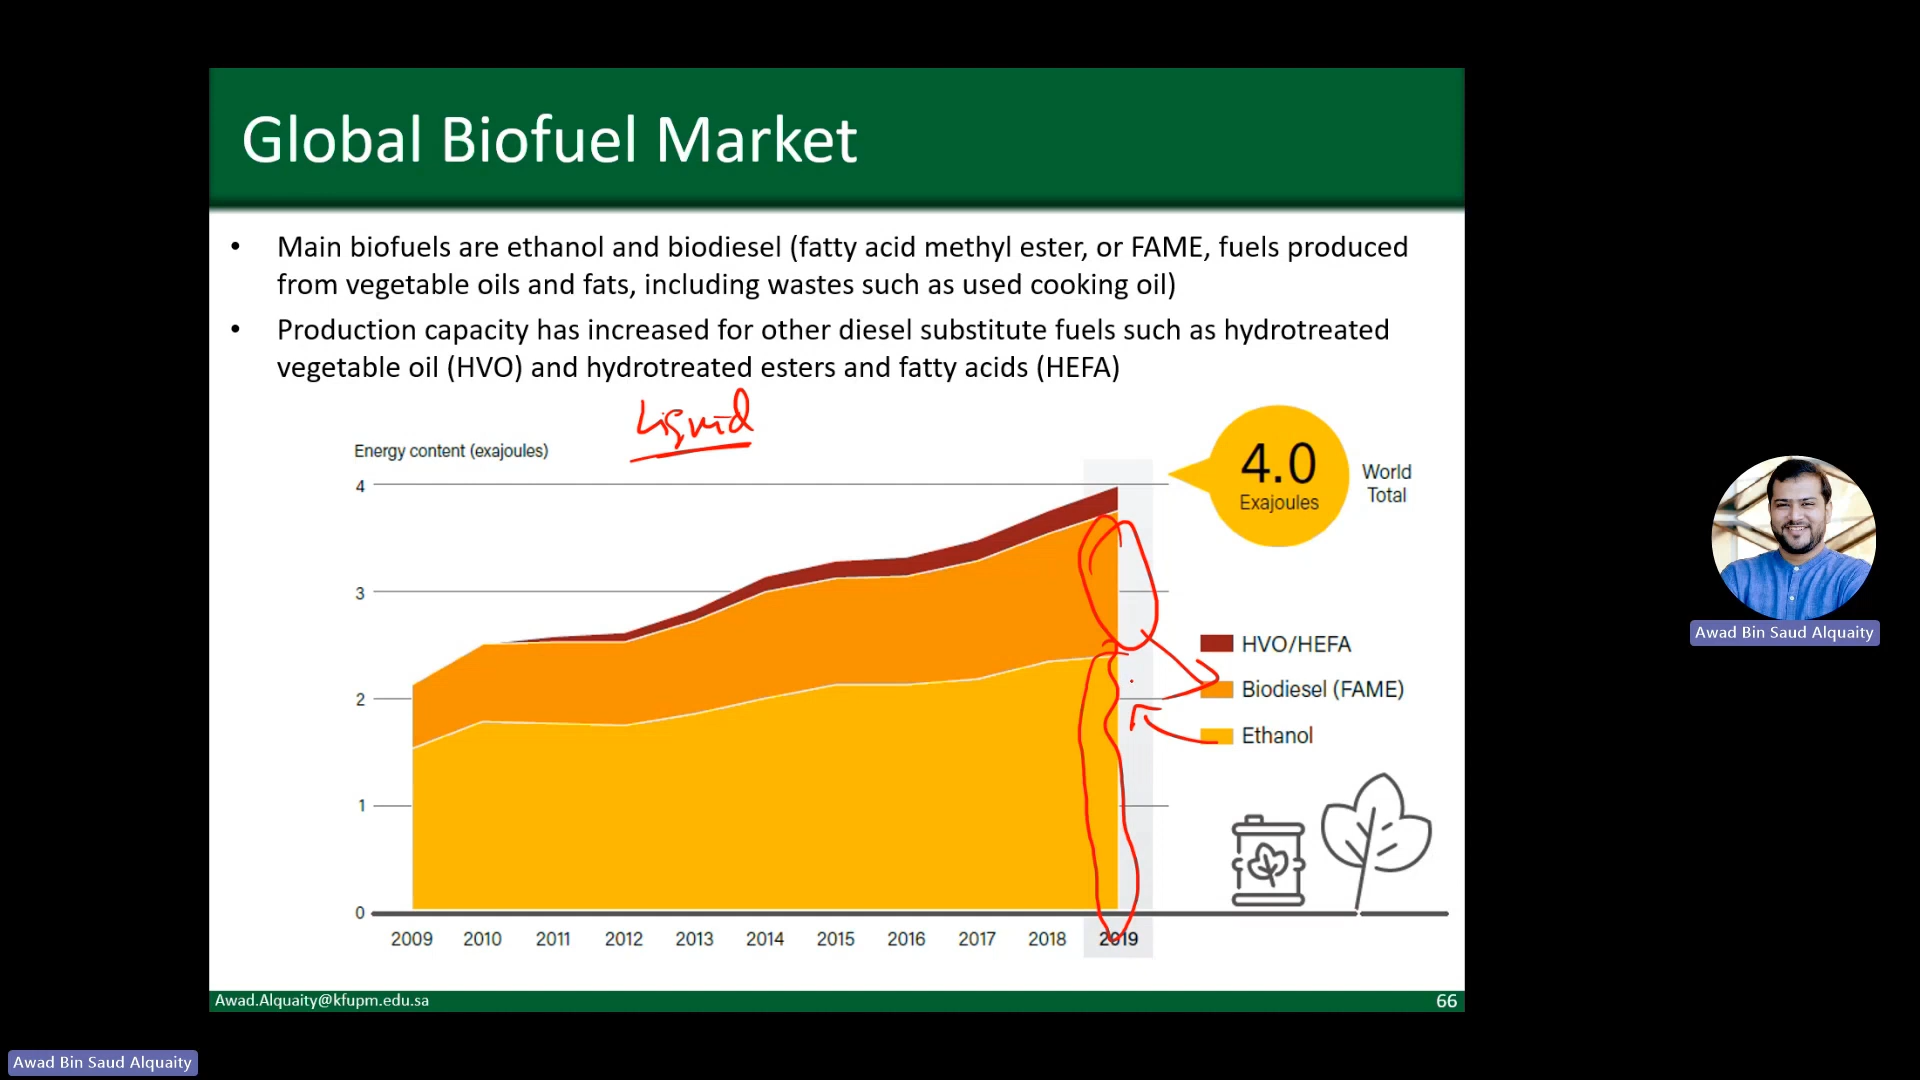 Global Biofuel Market
• Main biofuels are ethanol and biodiesel (fatty acid methyl ester, or FAME, fuels produced
from vegetable oils and fats, including wastes such as used cooking oil)
• Production capacity has increased for other diesel substitute fuels such as hydrotreated
vegetable oil (HVO) and hydrotreated esters and fatty acids (HEFA)
Liquid
Energy content (exajoules)
4.0
Exajoules
World
Total
4
3
2
1
0
HVO/HEFA
Biodiesel (FAME)
Ethanol
2009 2010 2011 2012 2013 2014 2015 2016 2017 2018 2019
Awad.Alquaity@kfupm.edu.sa 66
Awad Bin Saud Alquaity
Awad Bin Saud Alquaity